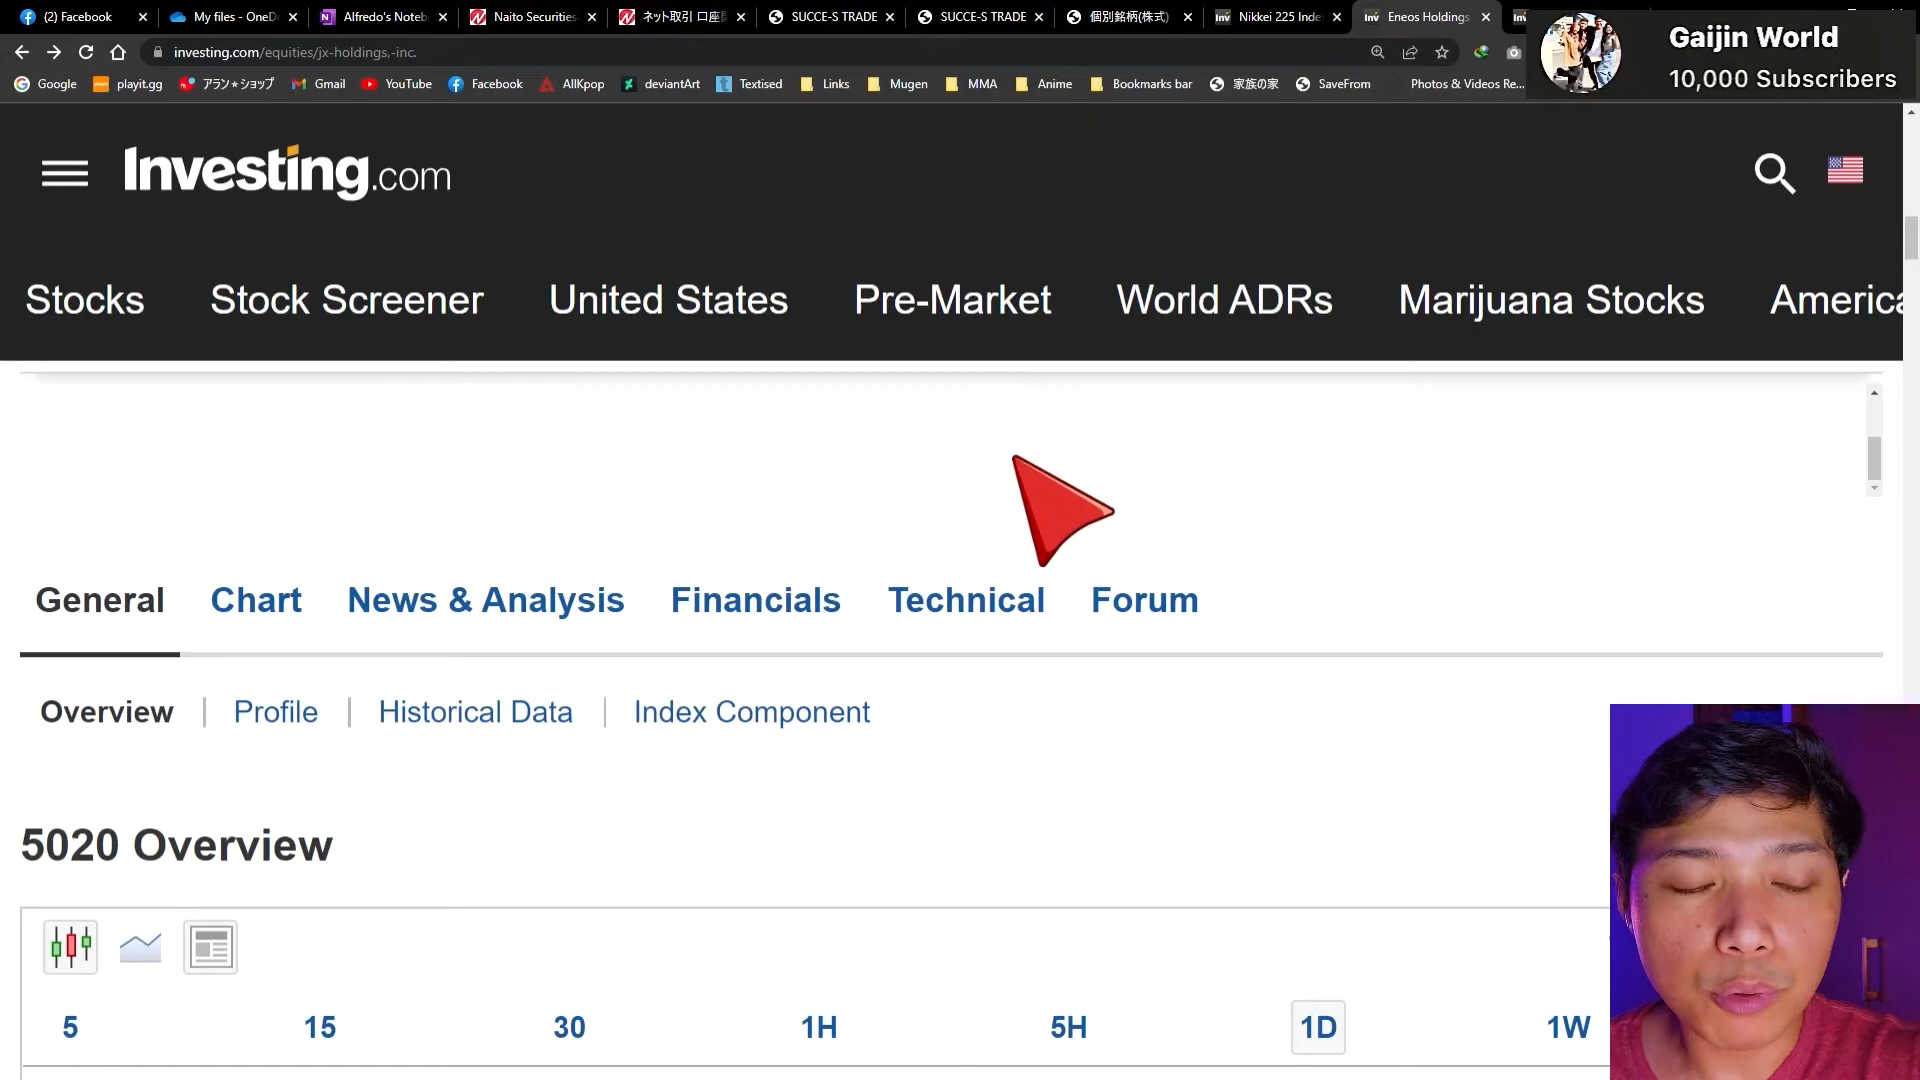 (2) Facebook
My files - OneD
Alfredo's Noteb
Naito Securities
ネット取引 口座開
SUCCE-S TRADE
SUCCE-S TRADE
個別銘柄(株式)
Nikkei 225 Inde
Eneos Holdings
investing.com/equities/jx-holdings,-inc.
Gaijin World
10,000 Subscribers
Google
playit.gg
アラン★ショップ
Gmail
YouTube
Facebook
AllKpop
deviantArt
Textised
Links
Mugen
MMA
Anime
Bookmarks bar
家族の家
SaveFrom
Photos & Videos Re...
Investing.com
Stocks
Stock Screener
United States
Pre-Market
World ADRs
Marijuana Stocks
America
General
Chart
News & Analysis
Financials
Technical
Forum
Overview
Profile
Historical Data
Index Component
5020 Overview
5
15
30
1H
5H
1D
1W